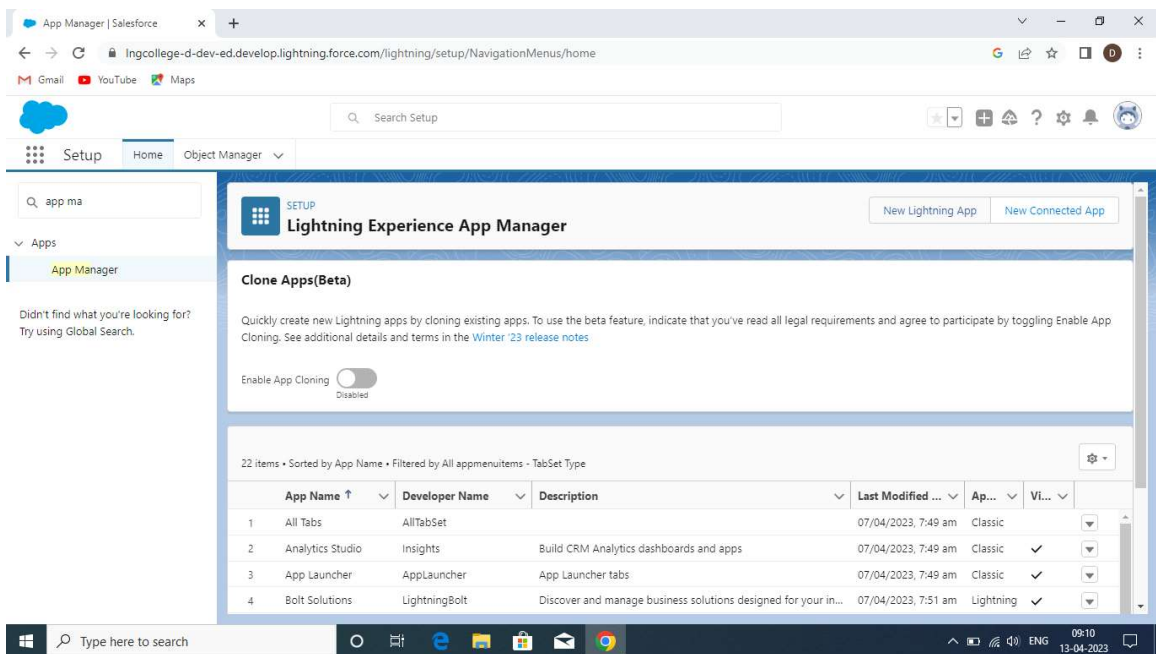 App Manager | Salesforce
lngcollege-d-dev-ed.develop.lightning.force.com/lightning/setup/NavigationMenus/home
G
D
Gmail YouTube Maps
Search Setup
Setup Home Object Manager
app ma
Apps
App Manager
Didn't find what you're looking for?
Try using Global Search.
SETUP
Lightning Experience App Manager
New Lightning App New Connected App
Clone Apps(Beta)
Quickly create new Lightning apps by cloning existing apps. To use the beta feature, indicate that you've read all legal requirements and agree to participate by toggling Enable App
Cloning. See additional details and terms in the Winter '23 release notes
Enable App Cloning
Disabled
22 items • Sorted by App Name • Filtered by All appmenuitems - TabSet Type
App Name ↑ Developer Name Description Last Modified ... Ap... Vi...
1 All Tabs AllTabSet 07/04/2023, 7:49 am Classic
2 Analytics Studio Insights Build CRM Analytics dashboards and apps 07/04/2023, 7:49 am Classic ✓
3 App Launcher AppLauncher App Launcher tabs 07/04/2023, 7:49 am Classic ✓
4 Bolt Solutions LightningBolt Discover and manage business solutions designed for your in... 07/04/2023, 7:51 am Lightning ✓
Type here to search
ENG
09:10
13-04-2023